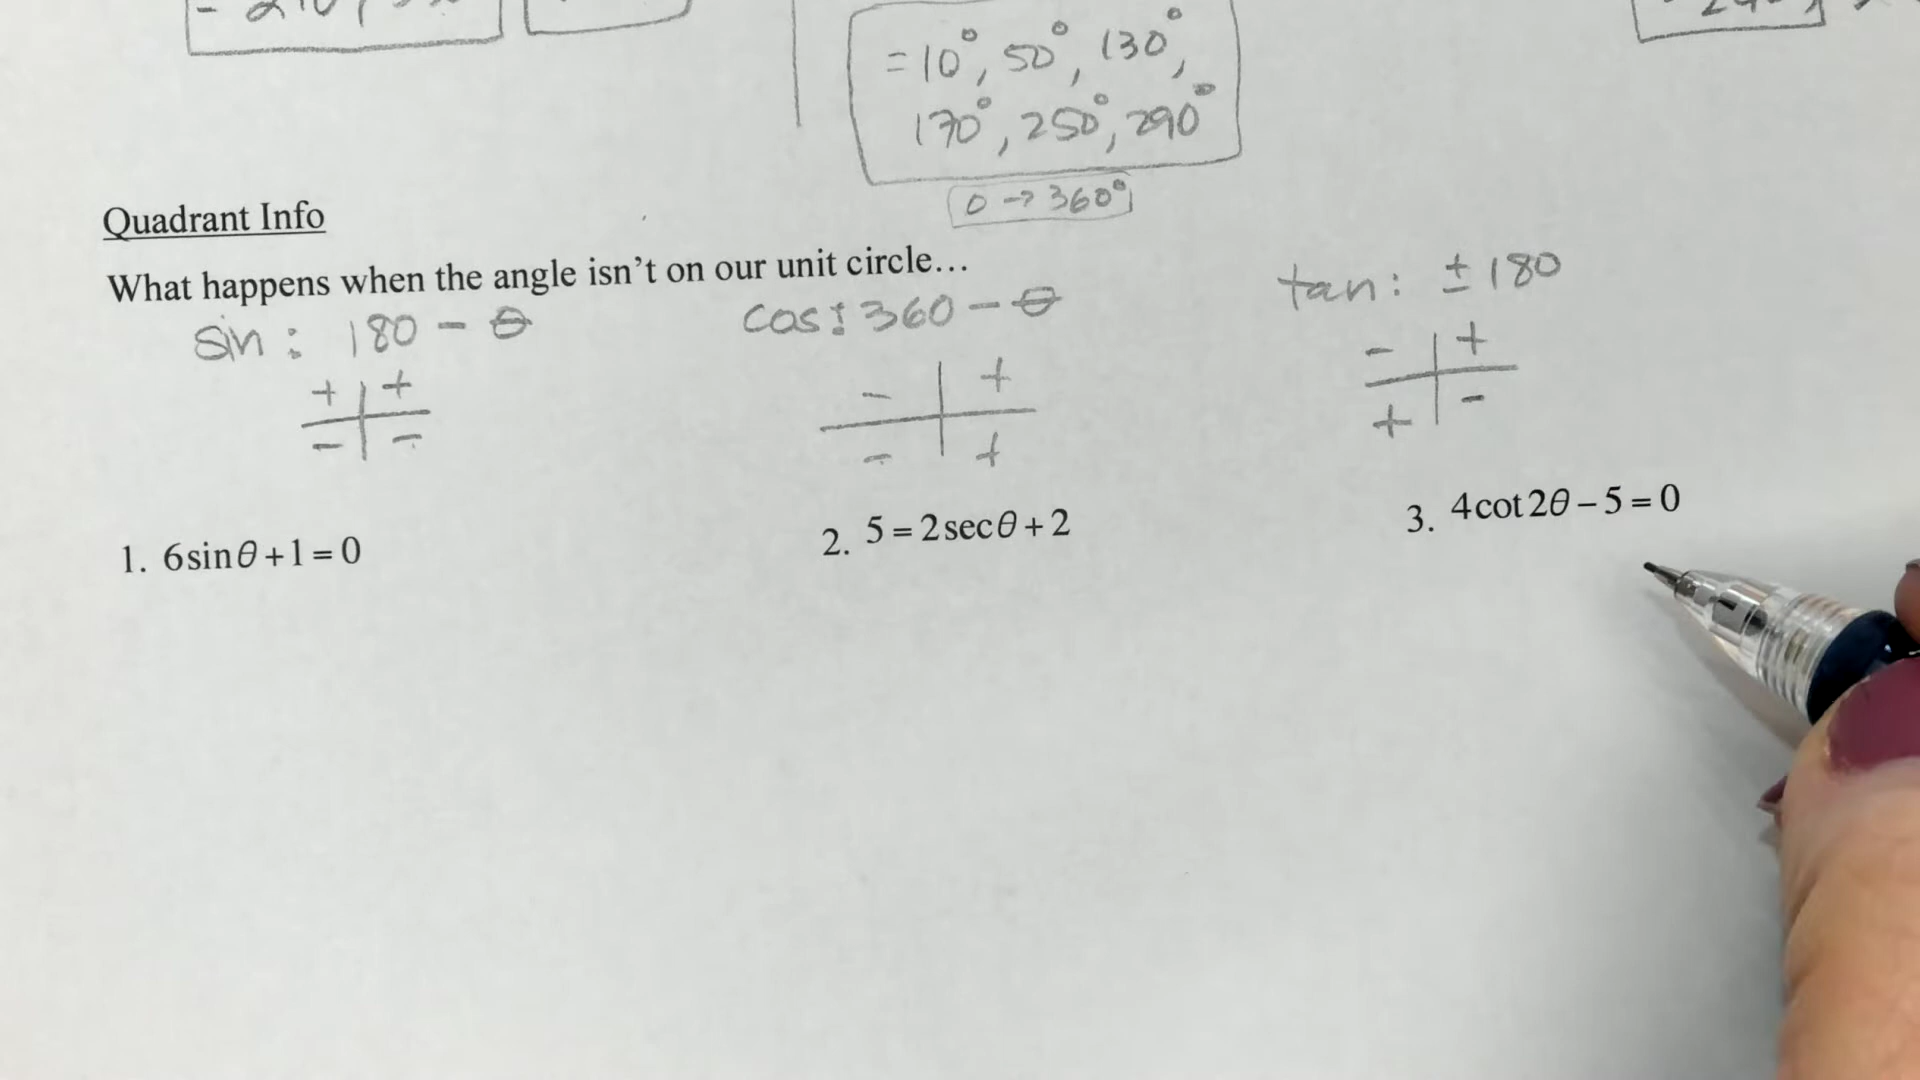 = 10°, 50°, 130°,
170°, 250°, 290°
0 → 360°
Quadrant Info
What happens when the angle isn't on our unit circle…
sin: 180 - θ
cos: 360 - θ
tan: ± 180
+ +
- -
- +
- +
- +
+ -
1. 6sinθ+1=0
2. 5=2secθ+2
3. 4cot2θ-5=0